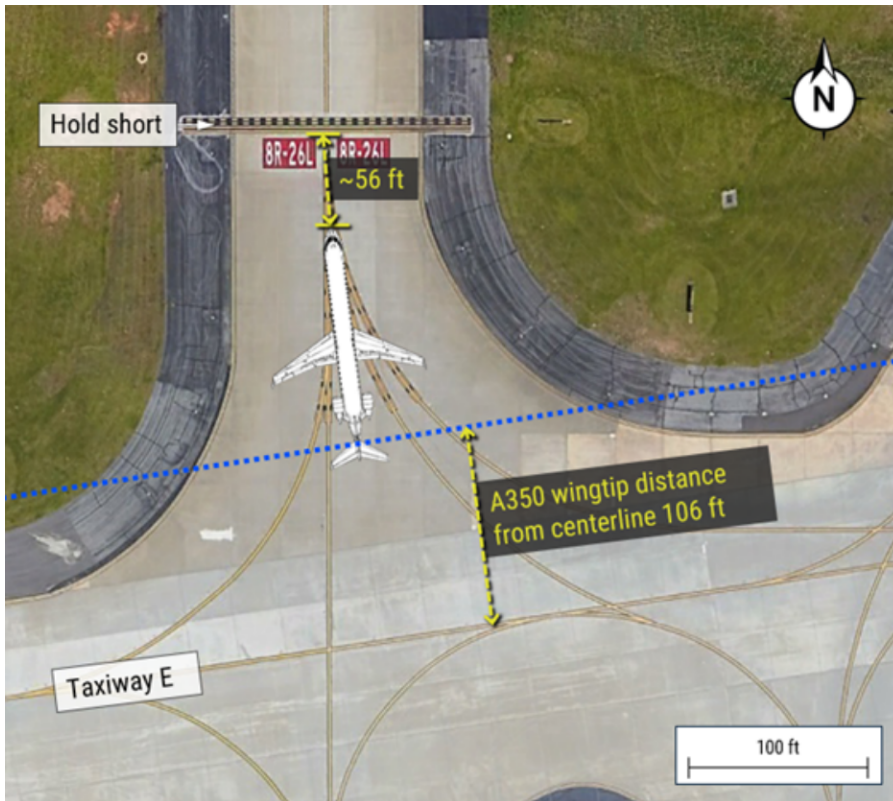 N
Hold short
8R-26L 8R-26L
~56 ft
A350 wingtip distance
from centerline 106 ft
Taxiway E
100 ft